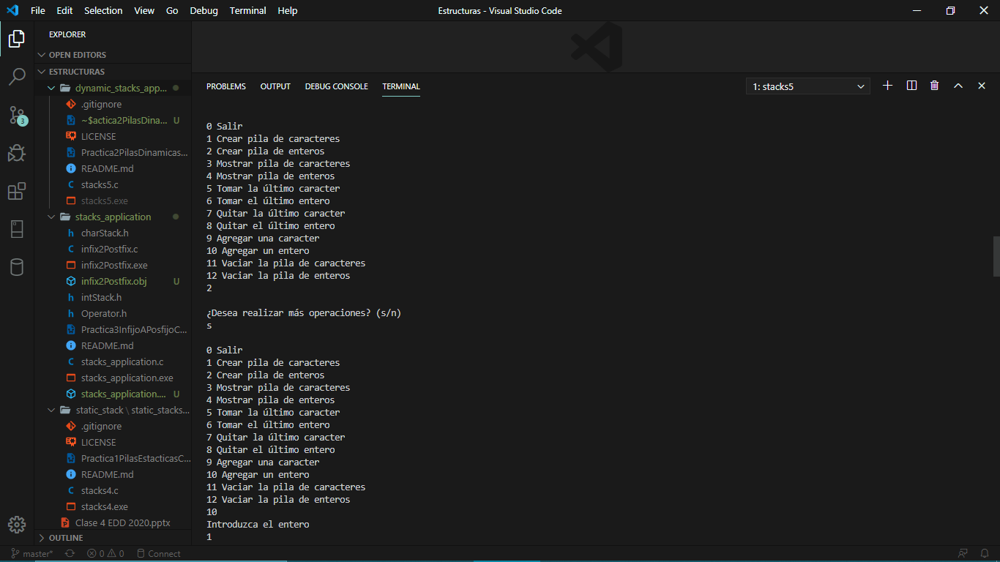 File Edit Selection View Go Debug Terminal Help
Estructuras - Visual Studio Code
EXPLORER
OPEN EDITORS
ESTRUCTURAS
dynamic_stacks_app...
.gitignore
~$actica2PilasDina... U
LICENSE
Practica2PilasDinamicas...
README.md
C stacks5.c
stacks5.exe
stacks_application
h charStack.h
C infix2Postfix.c
infix2Postfix.exe
infix2Postfix.obj U
h intStack.h
h Operator.h
Practica3InfijoAPosfijoC...
README.md
C stacks_application.c
stacks_application.exe
stacks_application.... U
static_stack \ static_stacks...
.gitignore
LICENSE
Practica1PilasEstacticasC...
README.md
C stacks4.c
stacks4.exe
Clase 4 EDD 2020.pptx
OUTLINE
3
PROBLEMS OUTPUT DEBUG CONSOLE TERMINAL
1: stacks5
0 Salir
1 Crear pila de caracteres
2 Crear pila de enteros
3 Mostrar pila de caracteres
4 Mostrar pila de enteros
5 Tomar la último caracter
6 Tomar el último entero
7 Quitar la último caracter
8 Quitar el último entero
9 Agregar una caracter
10 Agregar un entero
11 Vaciar la pila de caracteres
12 Vaciar la pila de enteros
2
¿Desea realizar más operaciones? (s/n)
s
0 Salir
1 Crear pila de caracteres
2 Crear pila de enteros
3 Mostrar pila de caracteres
4 Mostrar pila de enteros
5 Tomar la último caracter
6 Tomar el último entero
7 Quitar la último caracter
8 Quitar el último entero
9 Agregar una caracter
10 Agregar un entero
11 Vaciar la pila de caracteres
12 Vaciar la pila de enteros
10
Introduzca el entero
1
master* 0 0 Connect